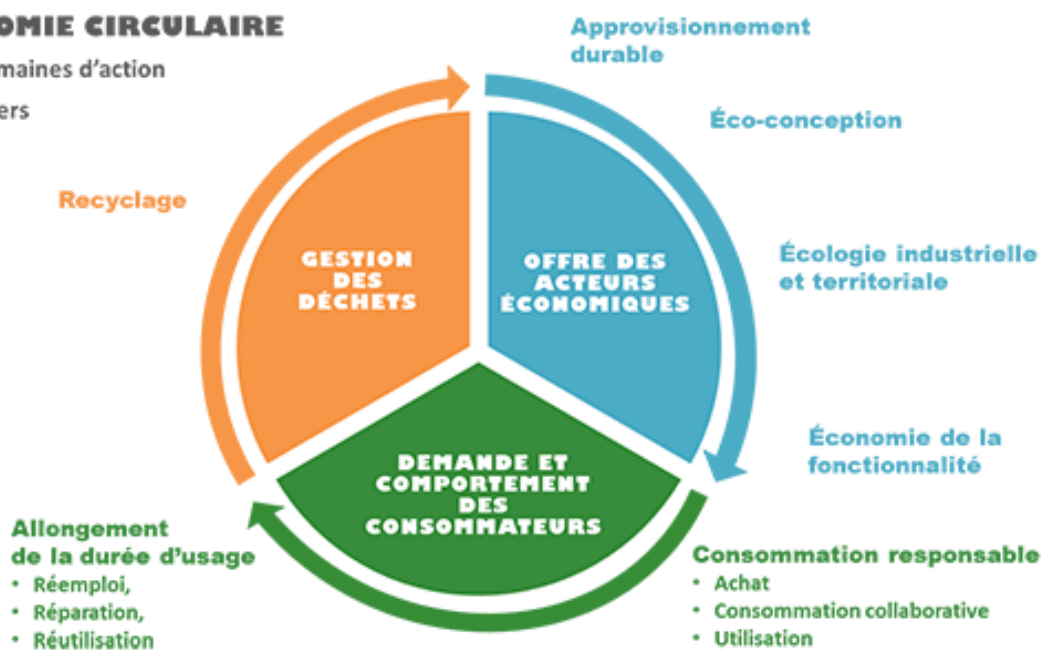 OMIE CIRCULAIRE
maines d'action
ers
Approvisionnement
durable
Éco-conception
Écologie industrielle
et territoriale
Économie de la
fonctionnalité
Recyclage
GESTION
DES
DÉCHETS
OFFRE DES
ACTEURS
ÉCONOMIQUES
DEMANDE ET
COMPORTEMENT
DES
CONSOMMATEURS
Allongement
de la durée d'usage
• Réemploi,
• Réparation,
• Réutilisation
Consommation responsable
• Achat
• Consommation collaborative
• Utilisation